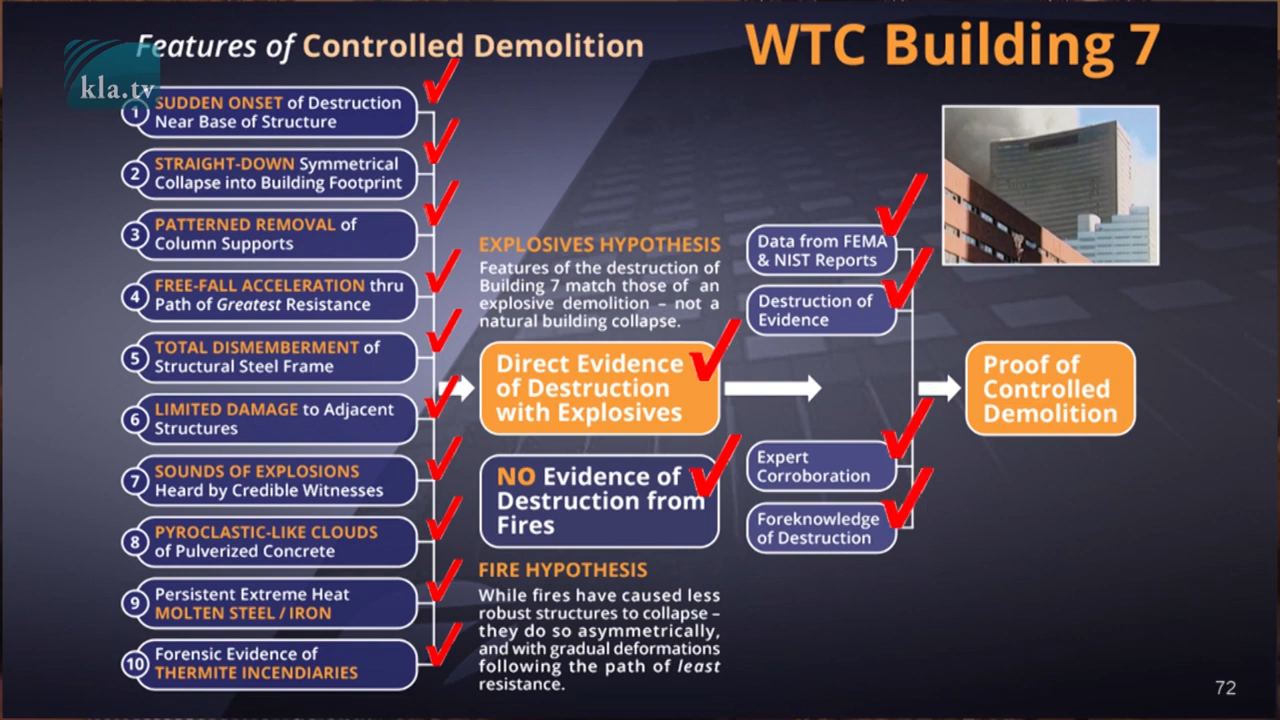 Features of Controlled Demolition
WTC Building 7
kla.tv
1 SUDDEN ONSET of Destruction
Near Base of Structure
2 STRAIGHT-DOWN Symmetrical
Collapse into Building Footprint
3 PATTERNED REMOVAL of
Column Supports
4 FREE-FALL ACCELERATION thru
Path of Greatest Resistance
5 TOTAL DISMEMBERMENT of
Structural Steel Frame
6 LIMITED DAMAGE to Adjacent
Structures
7 SOUNDS OF EXPLOSIONS
Heard by Credible Witnesses
8 PYROCLASTIC-LIKE CLOUDS
of Pulverized Concrete
9 Persistent Extreme Heat
MOLTEN STEEL / IRON
10 Forensic Evidence of
THERMITE INCENDIARIES
EXPLOSIVES HYPOTHESIS
Features of the destruction of
Building 7 match those of an
explosive demolition – not a
natural building collapse.
Direct Evidence
of Destruction
with Explosives
NO Evidence of
Destruction from
Fires
FIRE HYPOTHESIS
While fires have caused less
robust structures to collapse –
they do so asymmetrically,
and with gradual deformations
following the path of least
resistance.
Data from FEMA
& NIST Reports
Destruction of
Evidence
Expert
Corroboration
Foreknowledge
of Destruction
Proof of
Controlled
Demolition
72